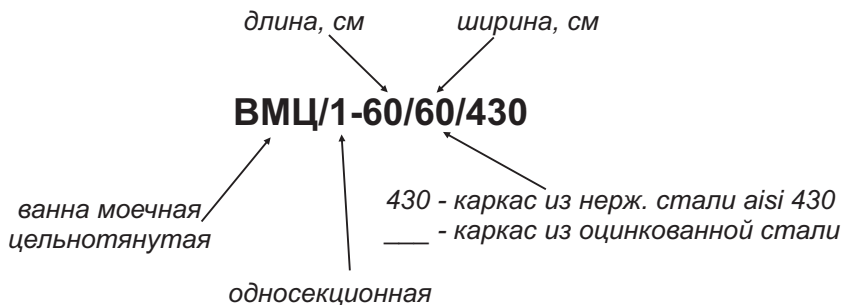 длина, см
ширина, см
ВМЦ/1-60/60/430
ванна моечная
цельнотянутая
430 - каркас из нерж. стали aisi 430
___ - каркас из оцинкованной стали
односекционная